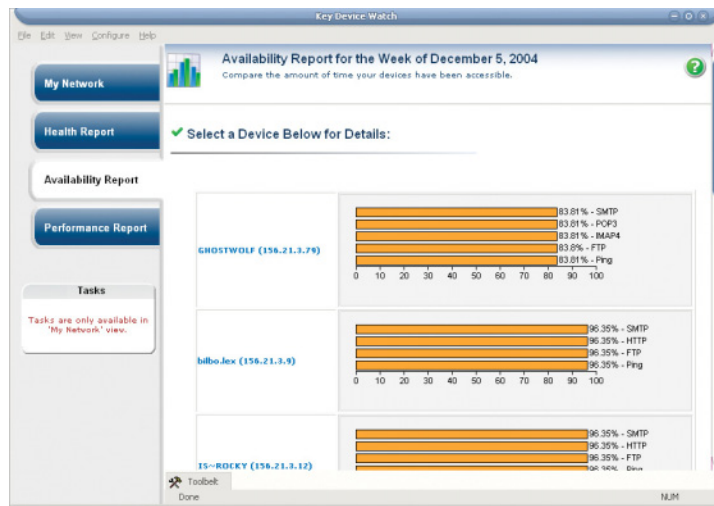 Key Device Watch
File Edit View Configure Help
My Network
Health Report
Availability Report
Performance Report
Tasks
Tasks are only available in
'My Network' view.
Availability Report for the Week of December 5, 2004
Compare the amount of time your devices have been accessible.
?
Select a Device Below for Details:
GHOSTWOLF (156.21.3.79)
83.81% - SMTP
83.81% - POP3
83.81% - IMAP4
83.8% - FTP
83.81% - Ping
0 10 20 30 40 50 60 70 80 90 100
bilbo.lex (156.21.3.9)
96.35% - SMTP
96.35% - HTTP
96.35% - FTP
96.35% - Ping
0 10 20 30 40 50 60 70 80 90 100
IS~ROCKY (156.21.3.12)
96.35% - SMTP
96.35% - HTTP
96.35% - FTP
96.35% - Ping
Toolbelt
Done
NUM